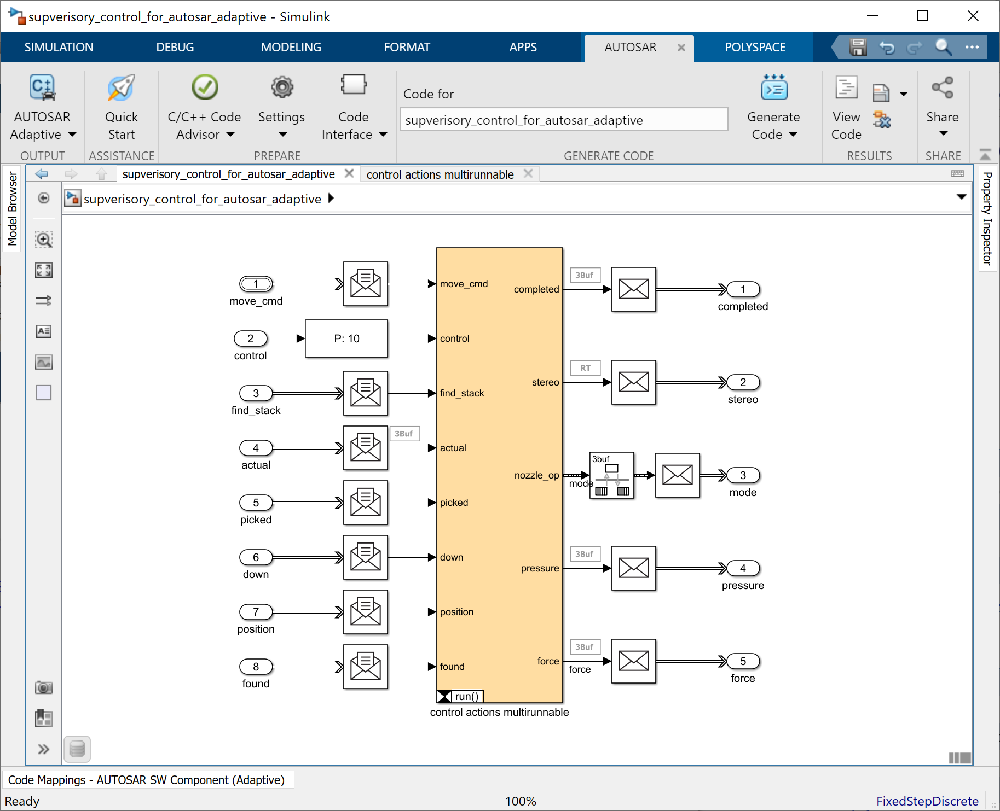 supverisory_control_for_autosar_adaptive - Simulink
SIMULATION DEBUG MODELING FORMAT APPS AUTOSAR POLYSPACE
AUTOSAR Adaptive
Quick Start
C/C++ Code Advisor
Settings
Code Interface
Code for
supverisory_control_for_autosar_adaptive
Generate Code
View Code
Share
OUTPUT ASSISTANCE PREPARE GENERATE CODE RESULTS SHARE
Model Browser
supverisory_control_for_autosar_adaptive control actions multirunnable
Property Inspector
supverisory_control_for_autosar_adaptive
1
move_cmd
move_cmd
completed
3Buf
1
completed
2
control
P: 10
control
3
find_stack
find_stack
stereo
RT
2
stereo
4
actual
3Buf
actual
nozzle_op
mode
3buf
3
mode
5
picked
picked
6
down
down
pressure
3Buf
4
pressure
7
position
position
8
found
found
force
3Buf
force
5
force
run()
control actions multirunnable
Code Mappings - AUTOSAR SW Component (Adaptive)
Ready 100% FixedStepDiscrete